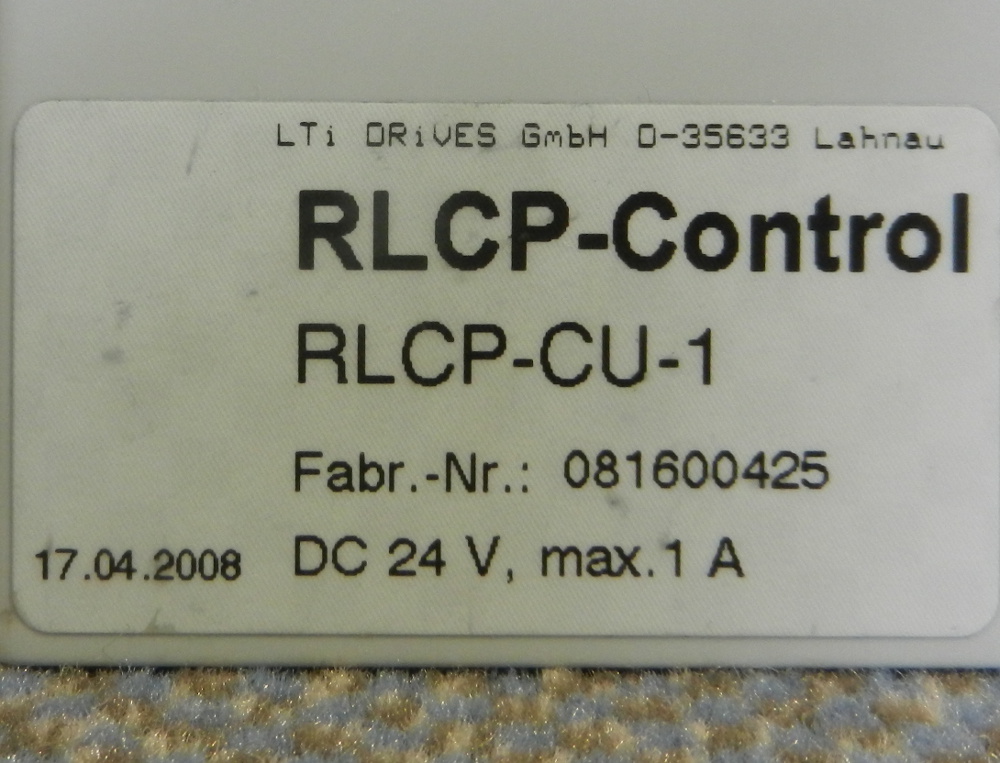 LTi DRiVES GmbH D-35633 Lahnau
RLCP-Control
RLCP-CU-1
Fabr.-Nr.: 081600425
17.04.2008 DC 24 V, max.1 A